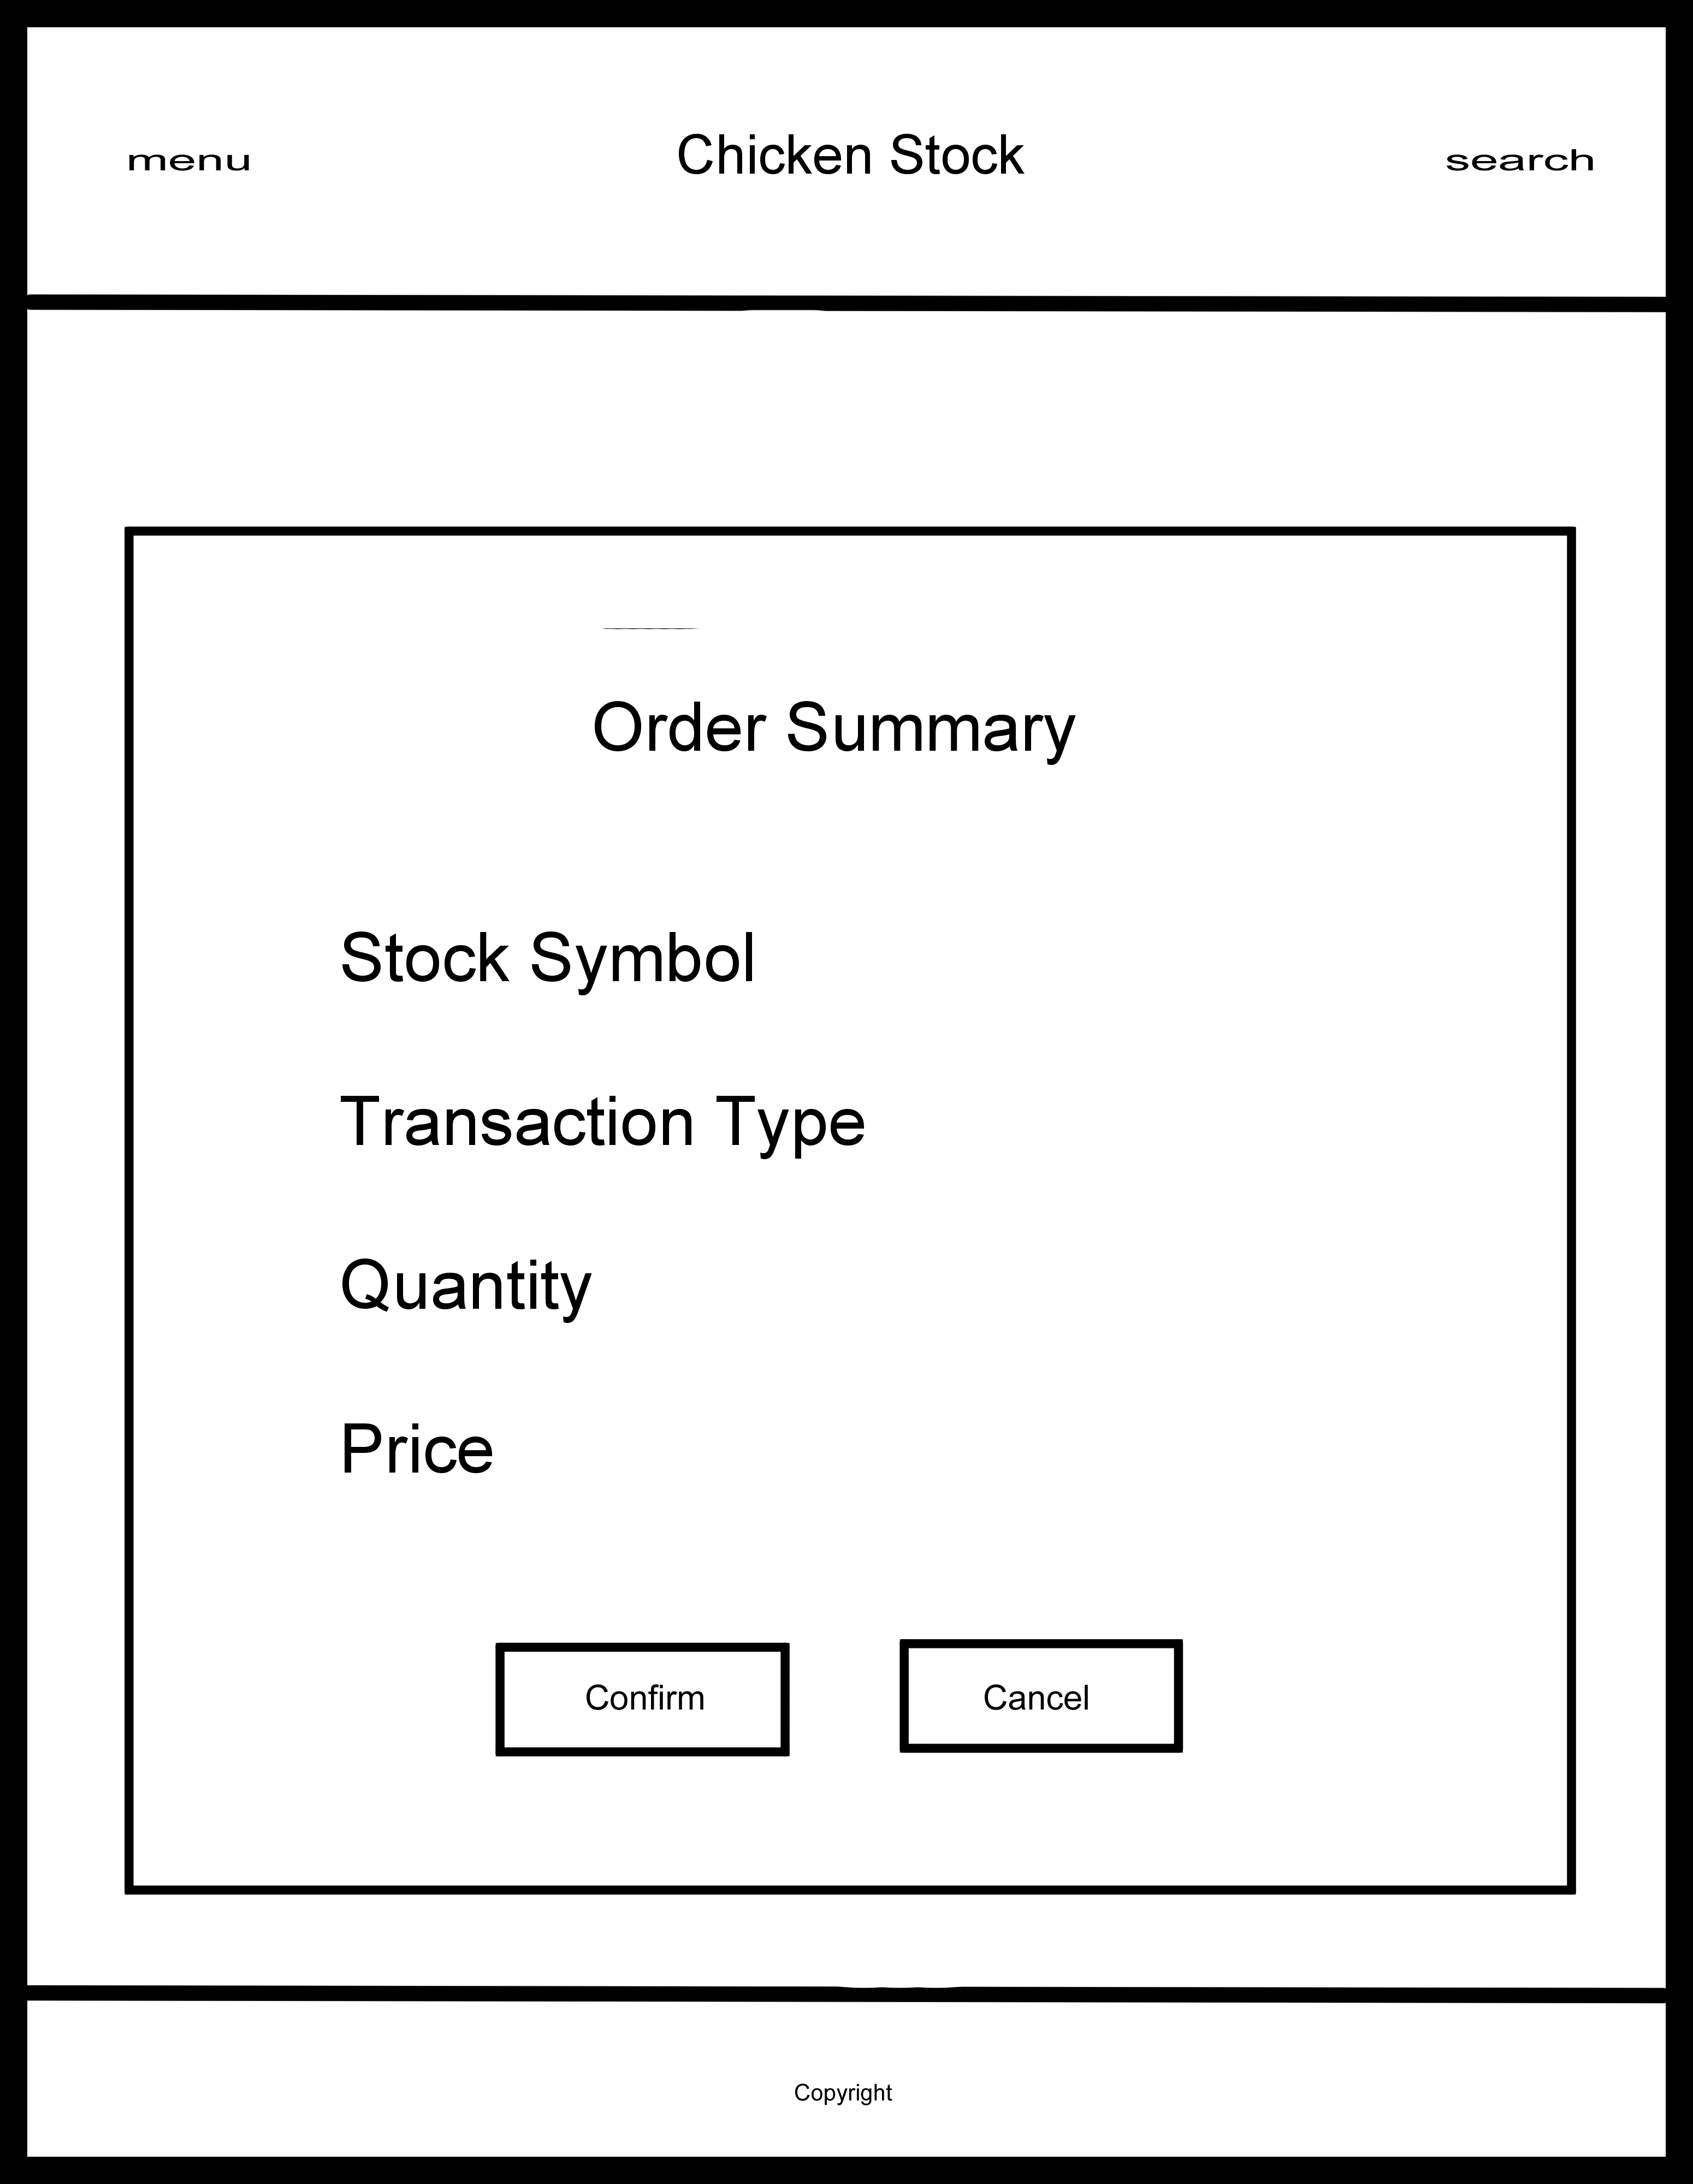 menu Chicken Stock search
Order Summary
Stock Symbol
Transaction Type
Quantity
Price
Confirm Cancel
Copyright